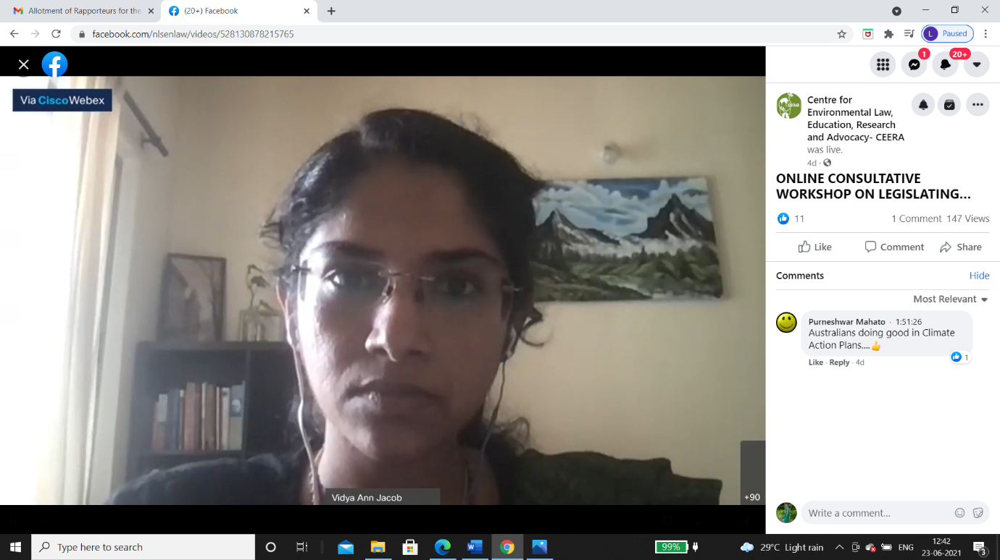 Allotment of Rapporteurs for the
(20+) Facebook
facebook.com/nlsenlaw/videos/528130878215765
L Paused
Via CiscoWebex
1
20+
Centre for
Environmental Law,
Education, Research
and Advocacy- CEERA
was live.
4d ·
ONLINE CONSULTATIVE
WORKSHOP ON LEGISLATING...
11 1 Comment 147 Views
Like Comment Share
Comments Hide
Most Relevant
Purneshwar Mahato · 1:51:26
Australians doing good in Climate
Action Plans....👍
1
Like · Reply · 4d
Vidya Ann Jacob
+90
Write a comment...
Type here to search
99%
29°C Light rain
ENG
12:42
23-06-2021
3